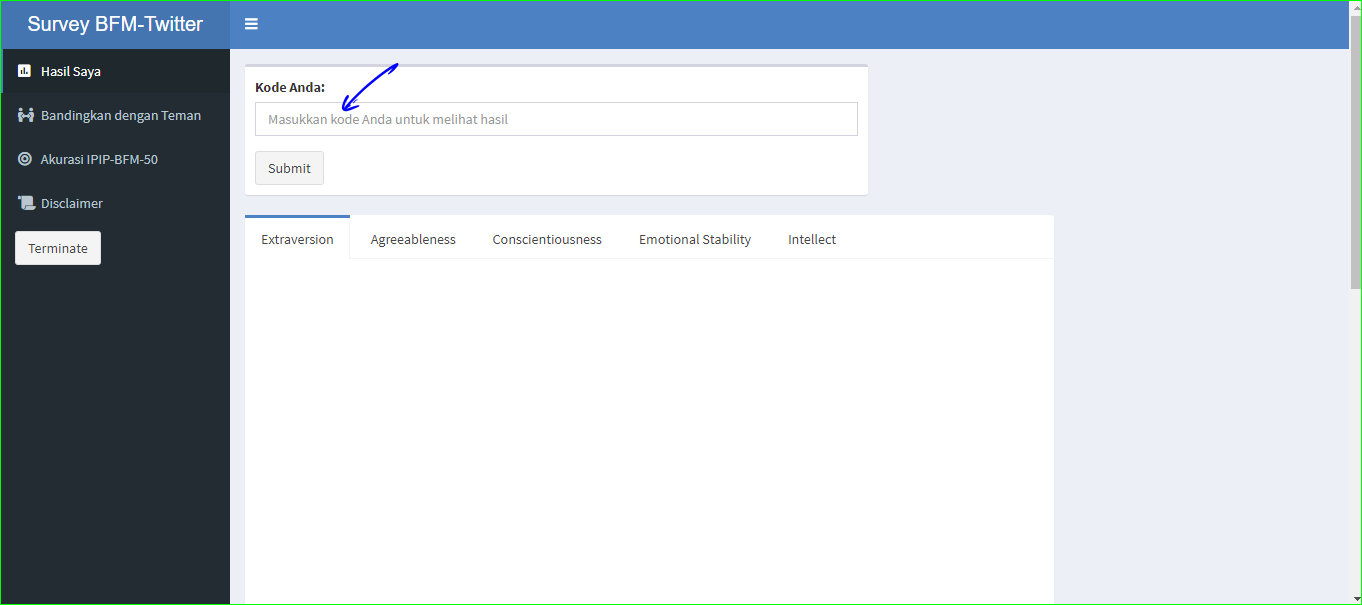 Survey BFM-Twitter
Hasil Saya
Bandingkan dengan Teman
Akurasi IPIP-BFM-50
Disclaimer
Terminate
Kode Anda:
Masukkan kode Anda untuk melihat hasil
Submit
Extraversion Agreeableness Conscientiousness Emotional Stability Intellect